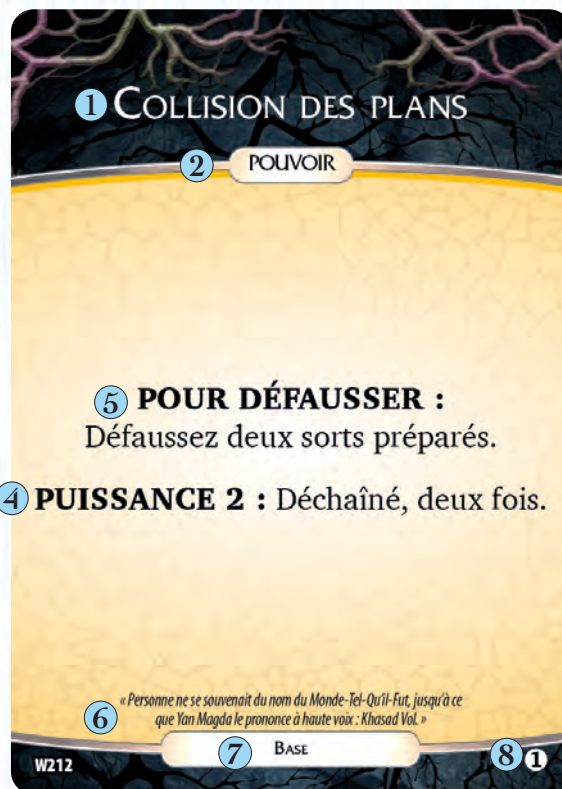 1 COLLISION DES PLANS
2 POUVOIR
5 POUR DÉFAUSSER :
Défaussez deux sorts préparés.
4 PUISSANCE 2 : Déchaîné, deux fois.
« Personne ne se souvenait du nom du Monde-Tel-Qu'il-Fut, jusqu'à ce
6 que Yan Magda le prononce à haute voix : Khasad Vol. »
7 BASE
W212 8 1